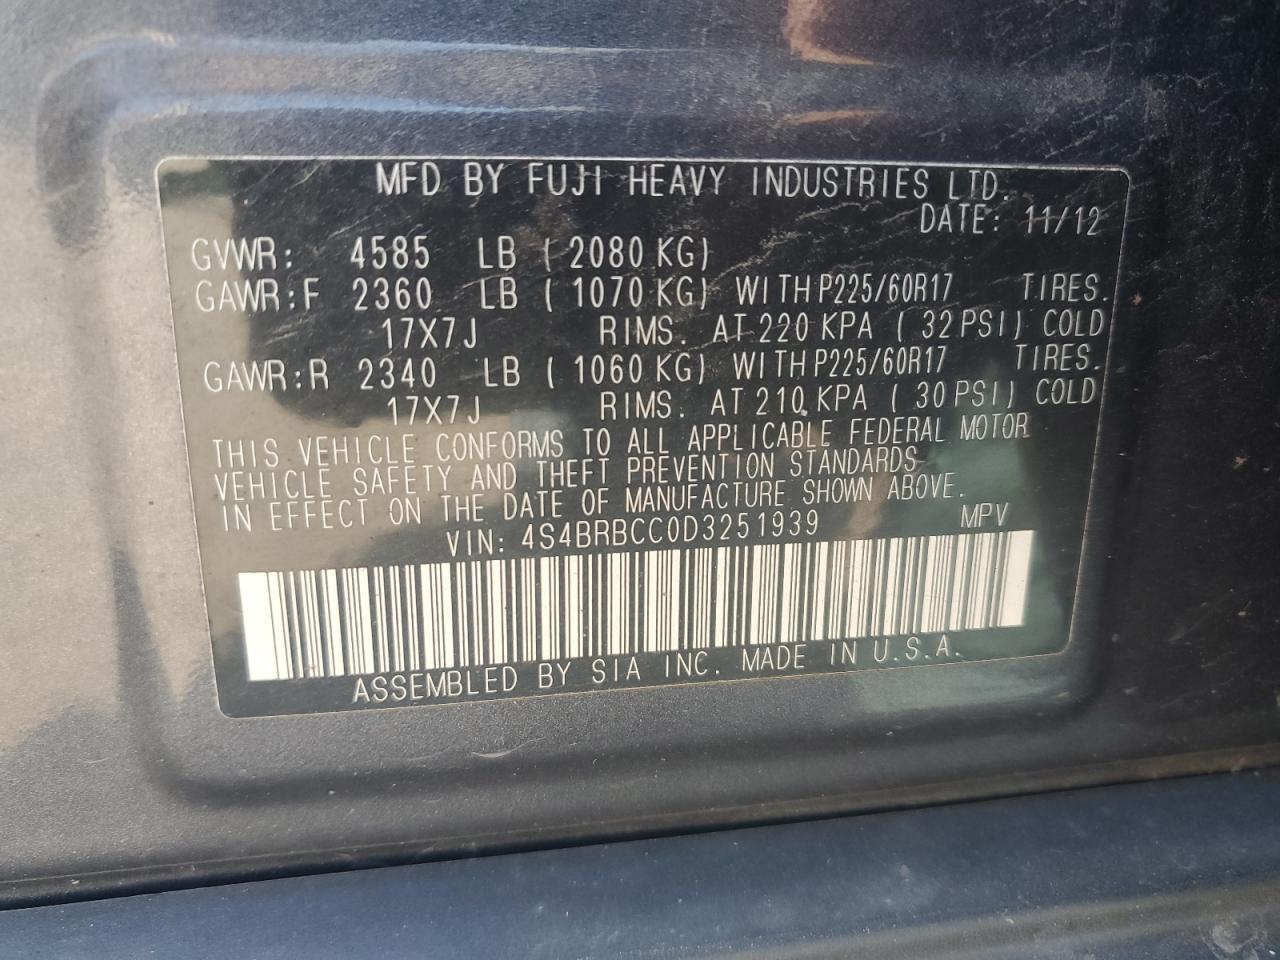 MFD BY FUJI HEAVY INDUSTRIES LTD.
DATE: 11/12
GVWR: 4585 LB ( 2080 KG)
GAWR:F 2360 LB ( 1070 KG) WITH P225/60R17 TIRES.
17X7J RIMS. AT 220 KPA ( 32 PSI) COLD
GAWR:R 2340 LB ( 1060 KG) WITH P225/60R17 TIRES.
17X7J RIMS. AT 210 KPA ( 30 PSI) COLD
THIS VEHICLE CONFORMS TO ALL APPLICABLE FEDERAL MOTOR
VEHICLE SAFETY AND THEFT PREVENTION STANDARDS
IN EFFECT ON THE DATE OF MANUFACTURE SHOWN ABOVE.
VIN: 4S4BRBCC0D3251939 MPV
ASSEMBLED BY SIA INC. MADE IN U.S.A.